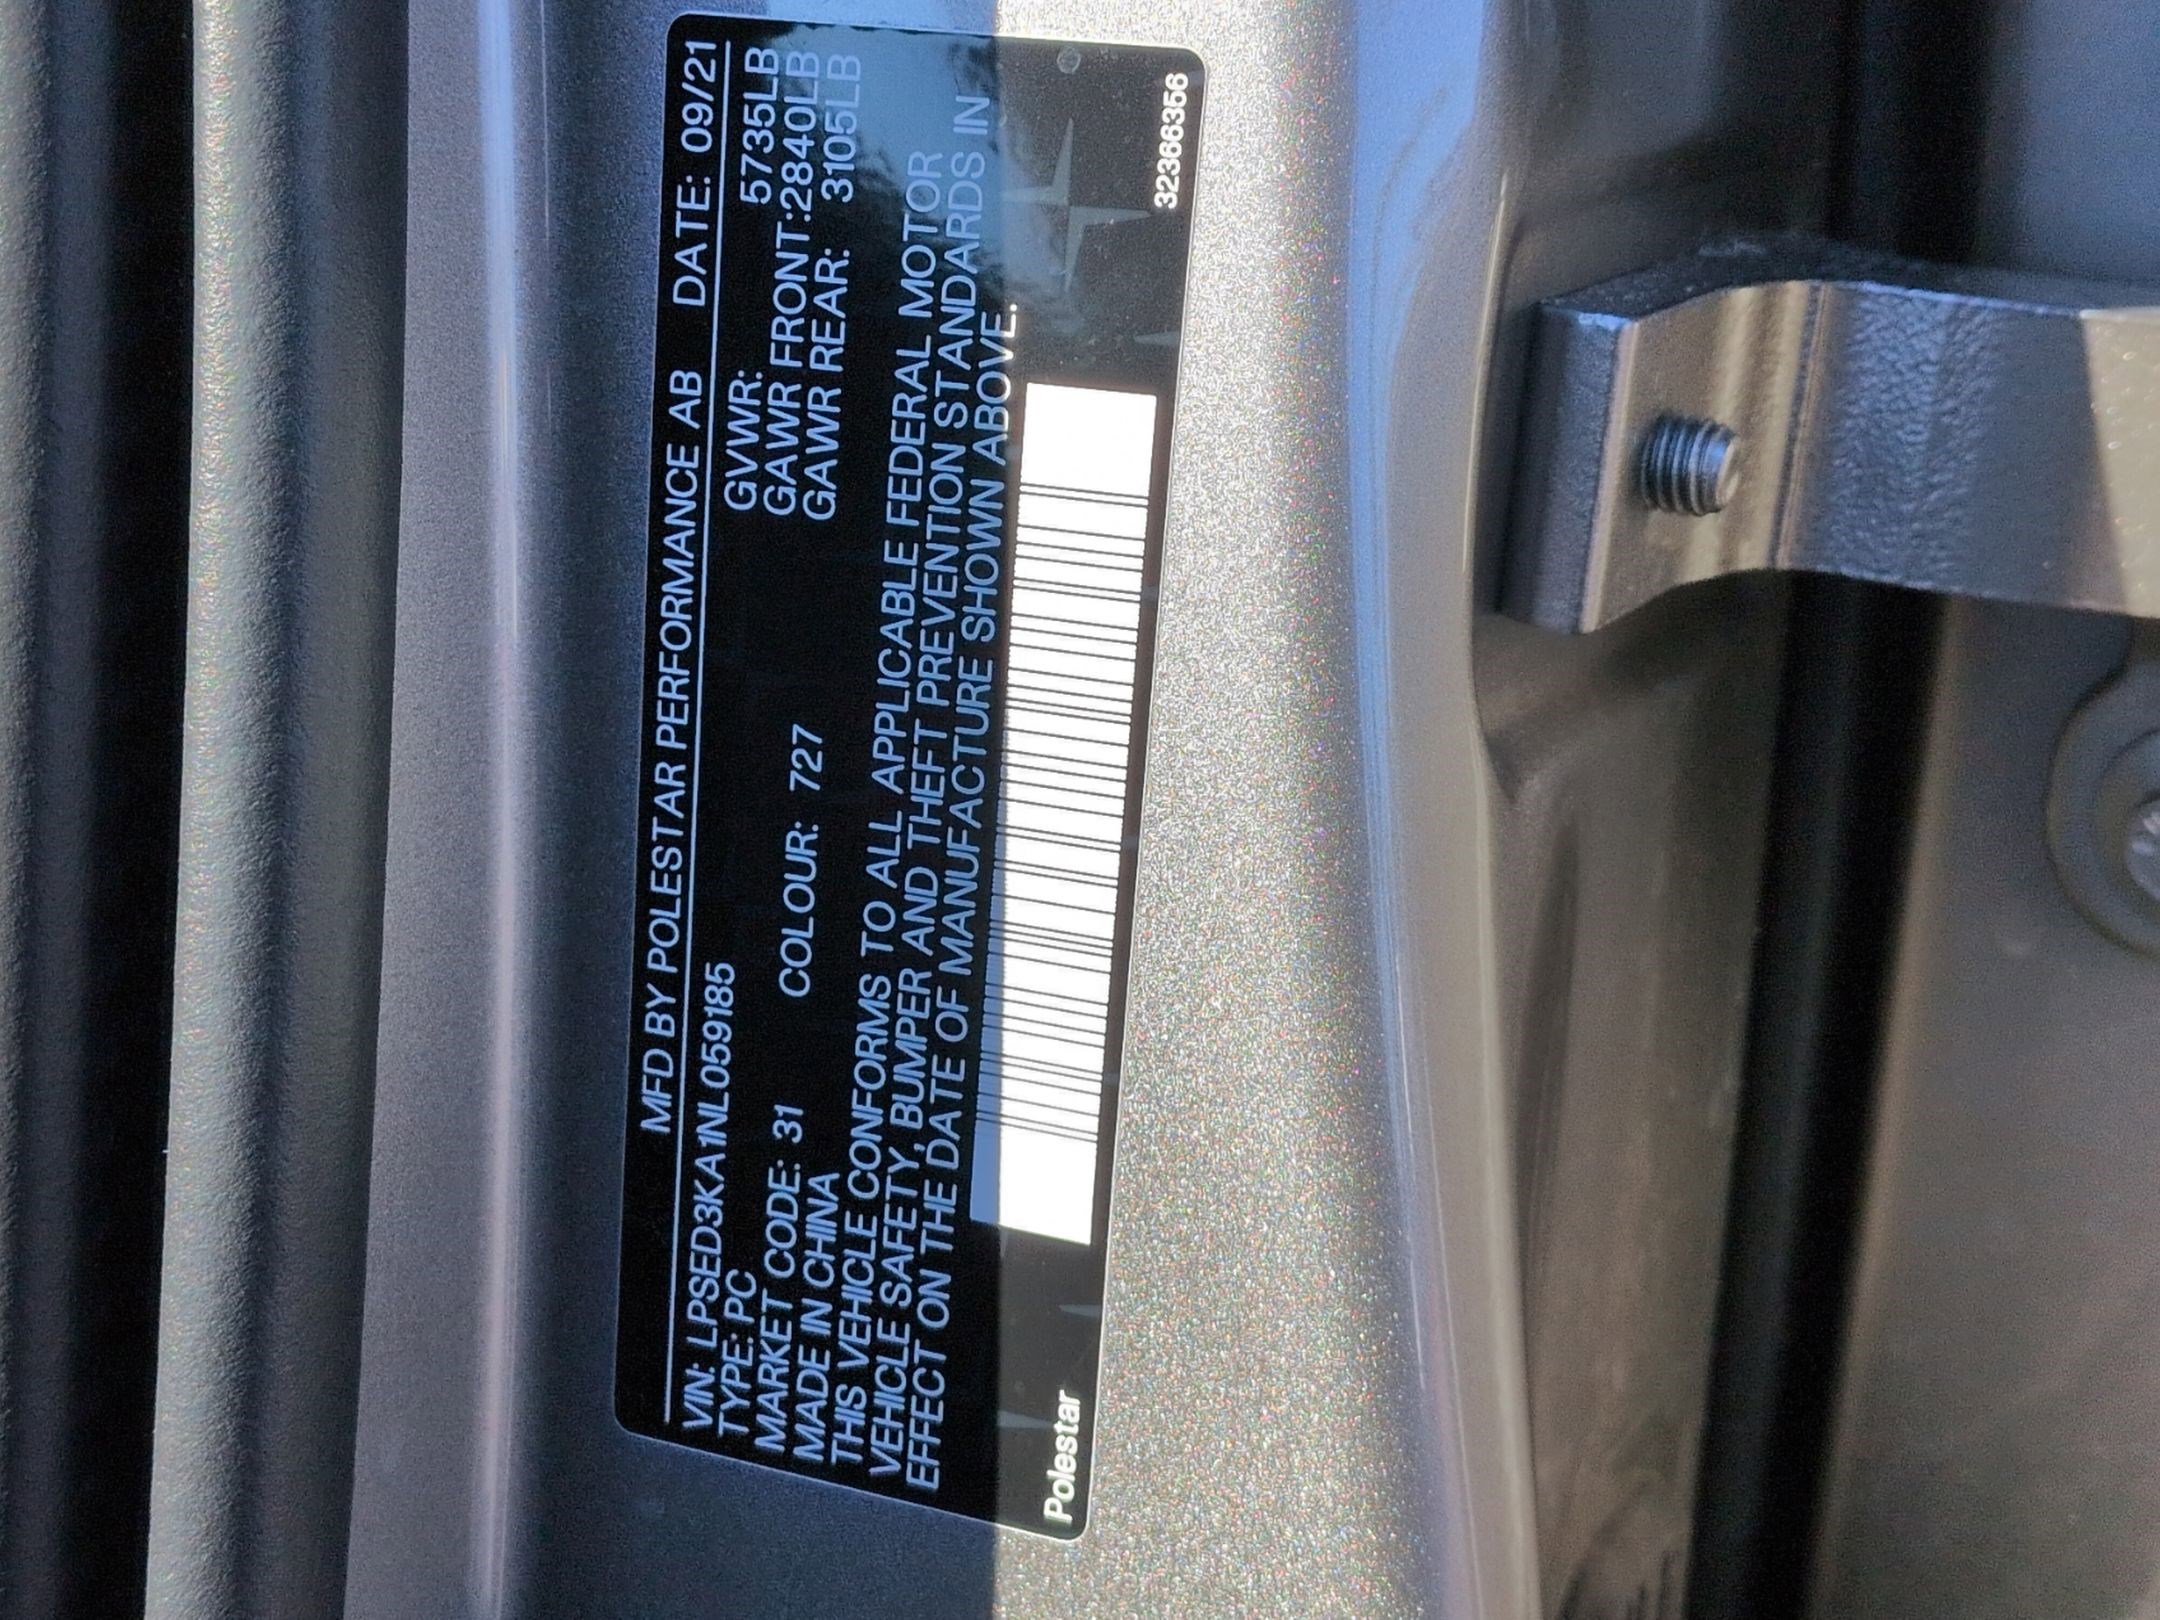 MFD BY POLESTAR PERFORMANCE AB DATE: 09/21
VIN: LPSED3KA1NL059185
TYPE: PC
GVWR: 5735LB
MARKET CODE: 31 COLOUR: 727
GAWR FRONT:2840LB
MADE IN CHINA
GAWR REAR: 3105LB
THIS VEHICLE CONFORMS TO ALL APPLICABLE FEDERAL MOTOR
VEHICLE SAFETY, BUMPER AND THEFT PREVENTION STANDARDS IN
EFFECT ON THE DATE OF MANUFACTURE SHOWN ABOVE.
Polestar
32366356